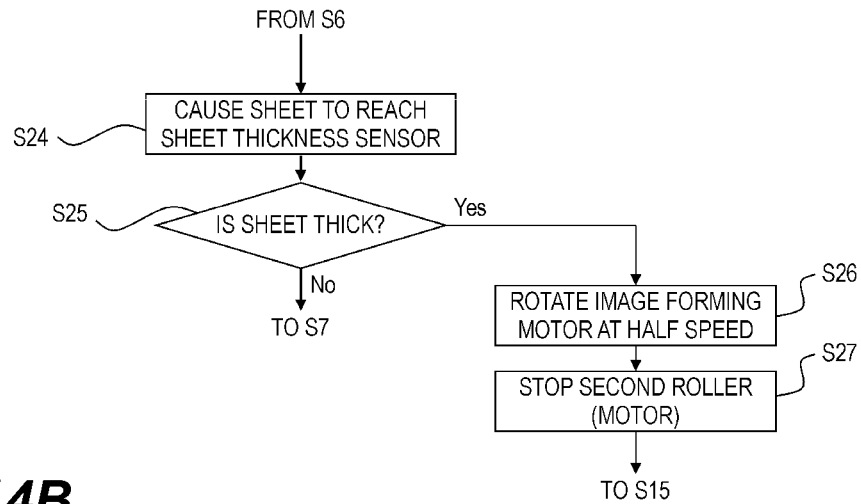 FROM S6
S24
CAUSE SHEET TO REACH
SHEET THICKNESS SENSOR
S25
IS SHEET THICK?
Yes
No
TO S7
S26
ROTATE IMAGE FORMING
MOTOR AT HALF SPEED
S27
STOP SECOND ROLLER
(MOTOR)
TO S15